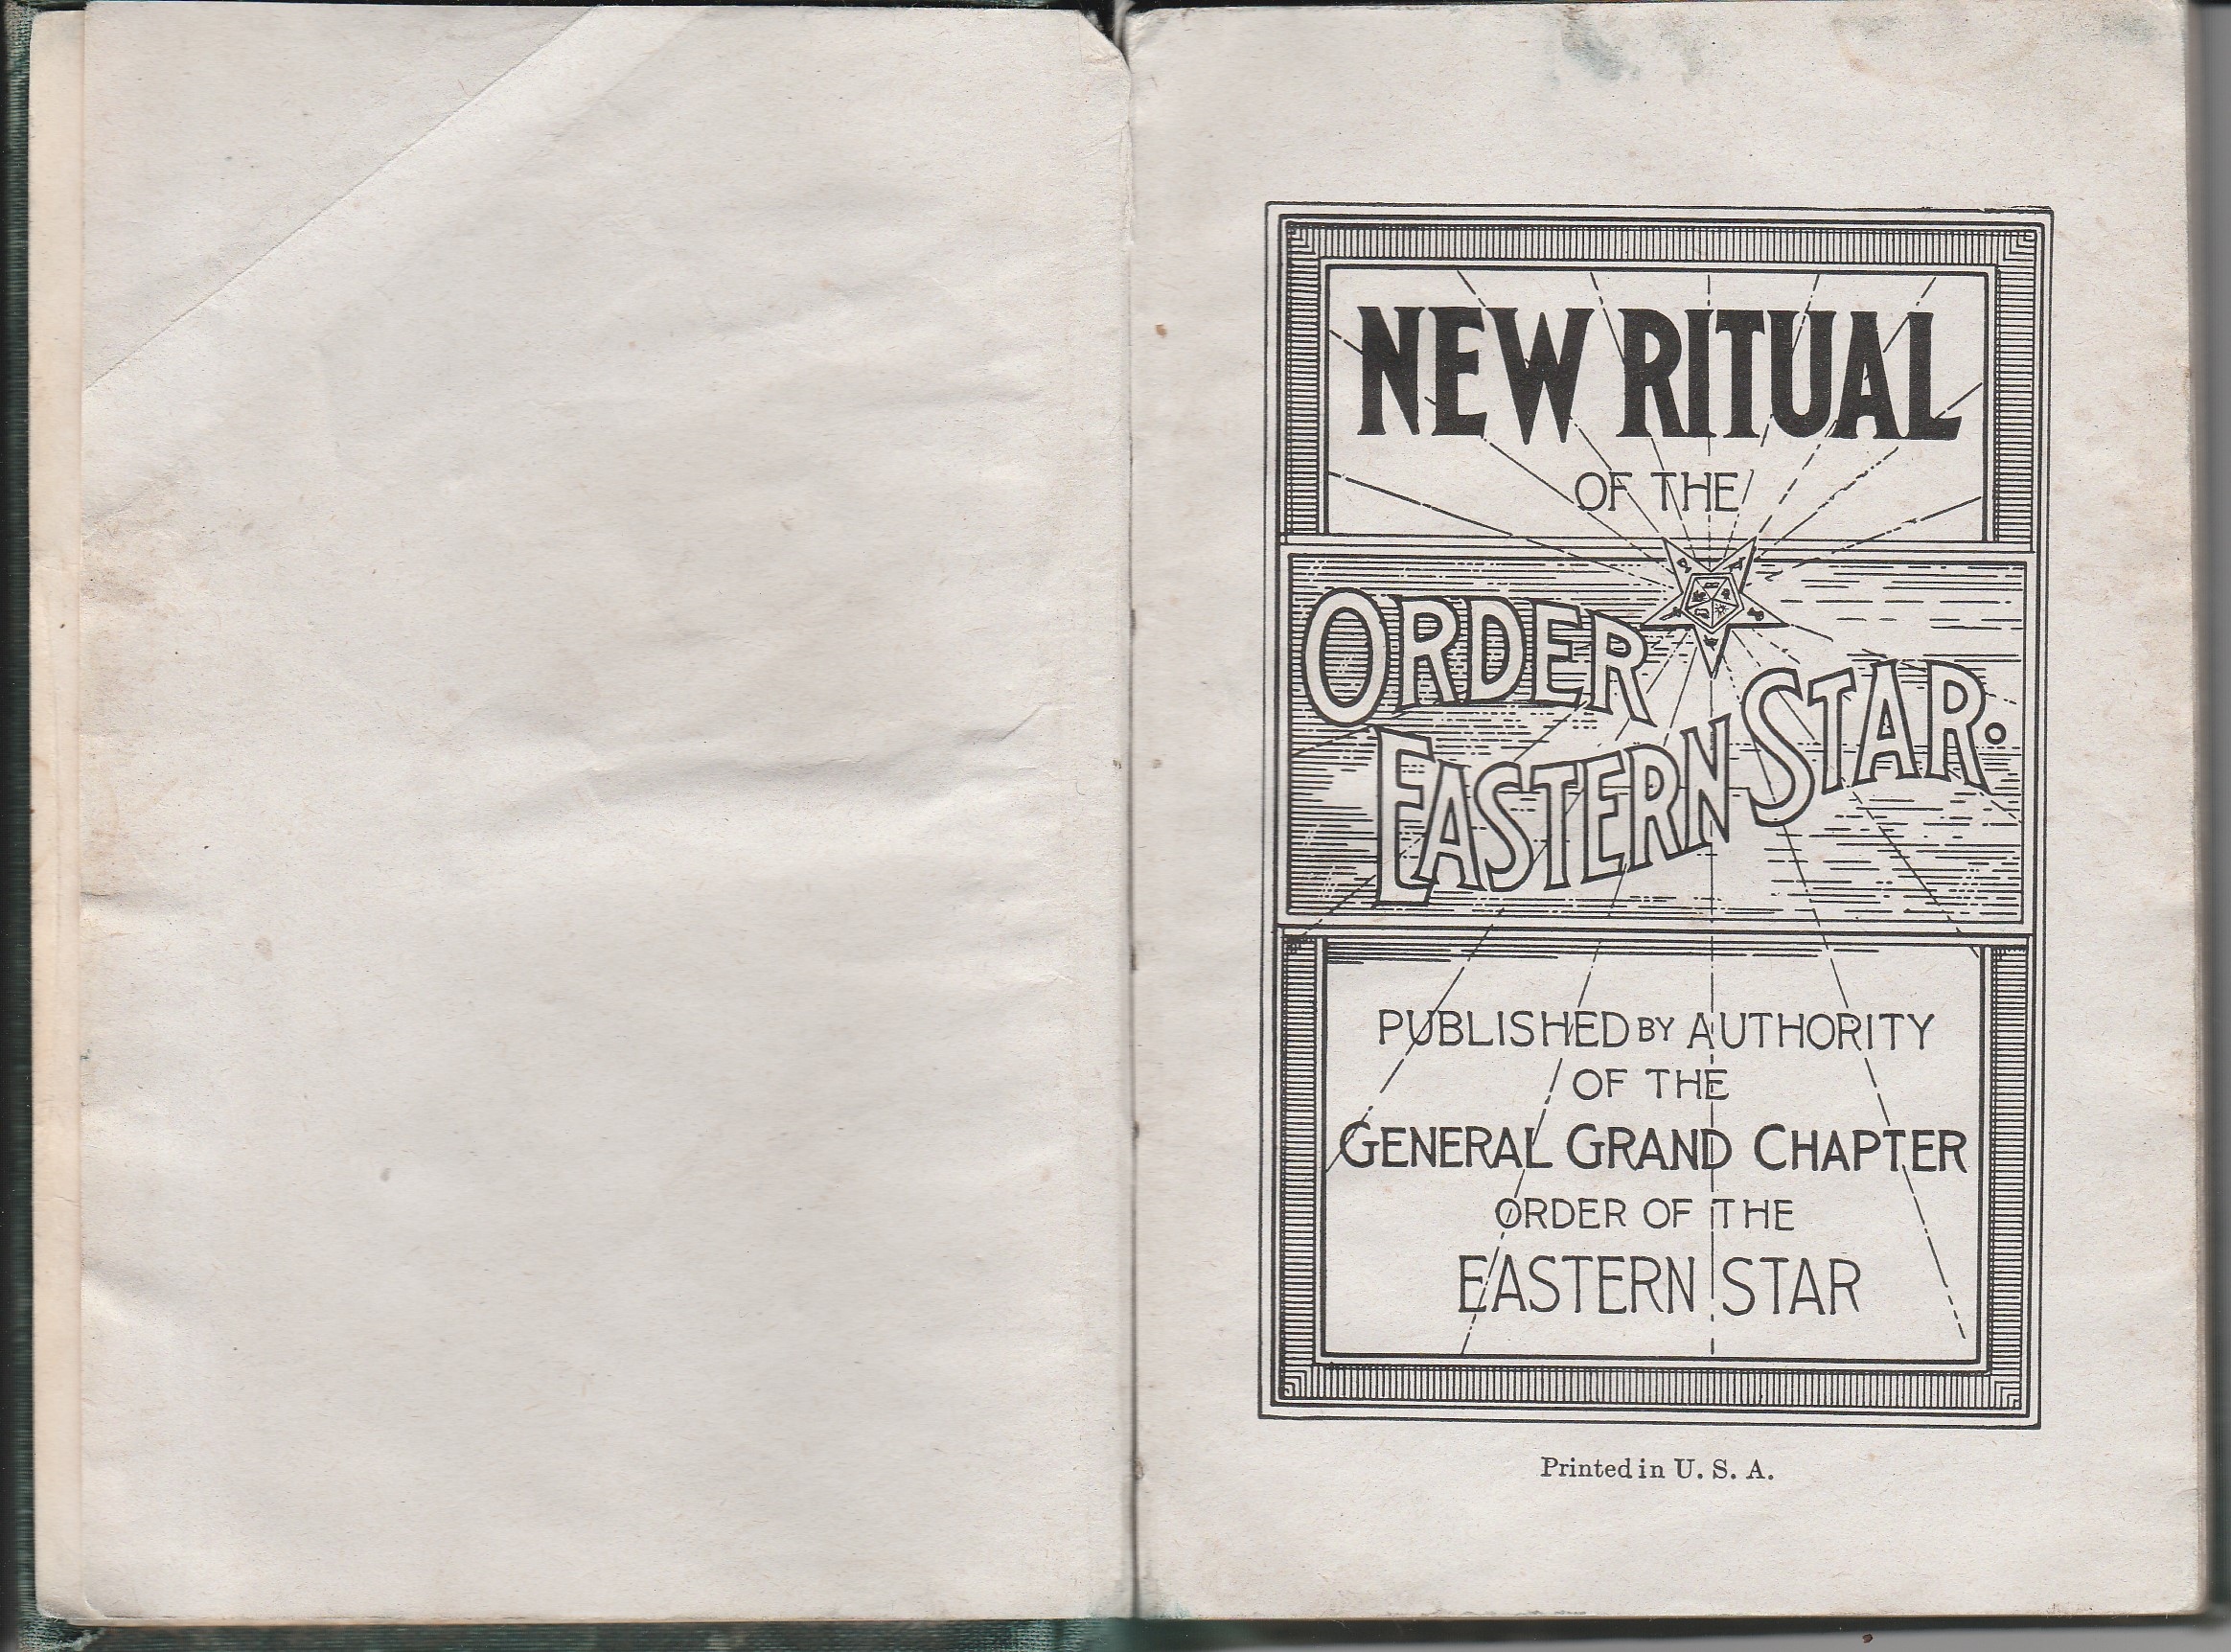 NEW RITUAL
OF THE
ORDER
EASTERN STAR.
PUBLISHED BY AUTHORITY
OF THE
GENERAL GRAND CHAPTER
ORDER OF THE
EASTERN STAR
Printed in U. S. A.